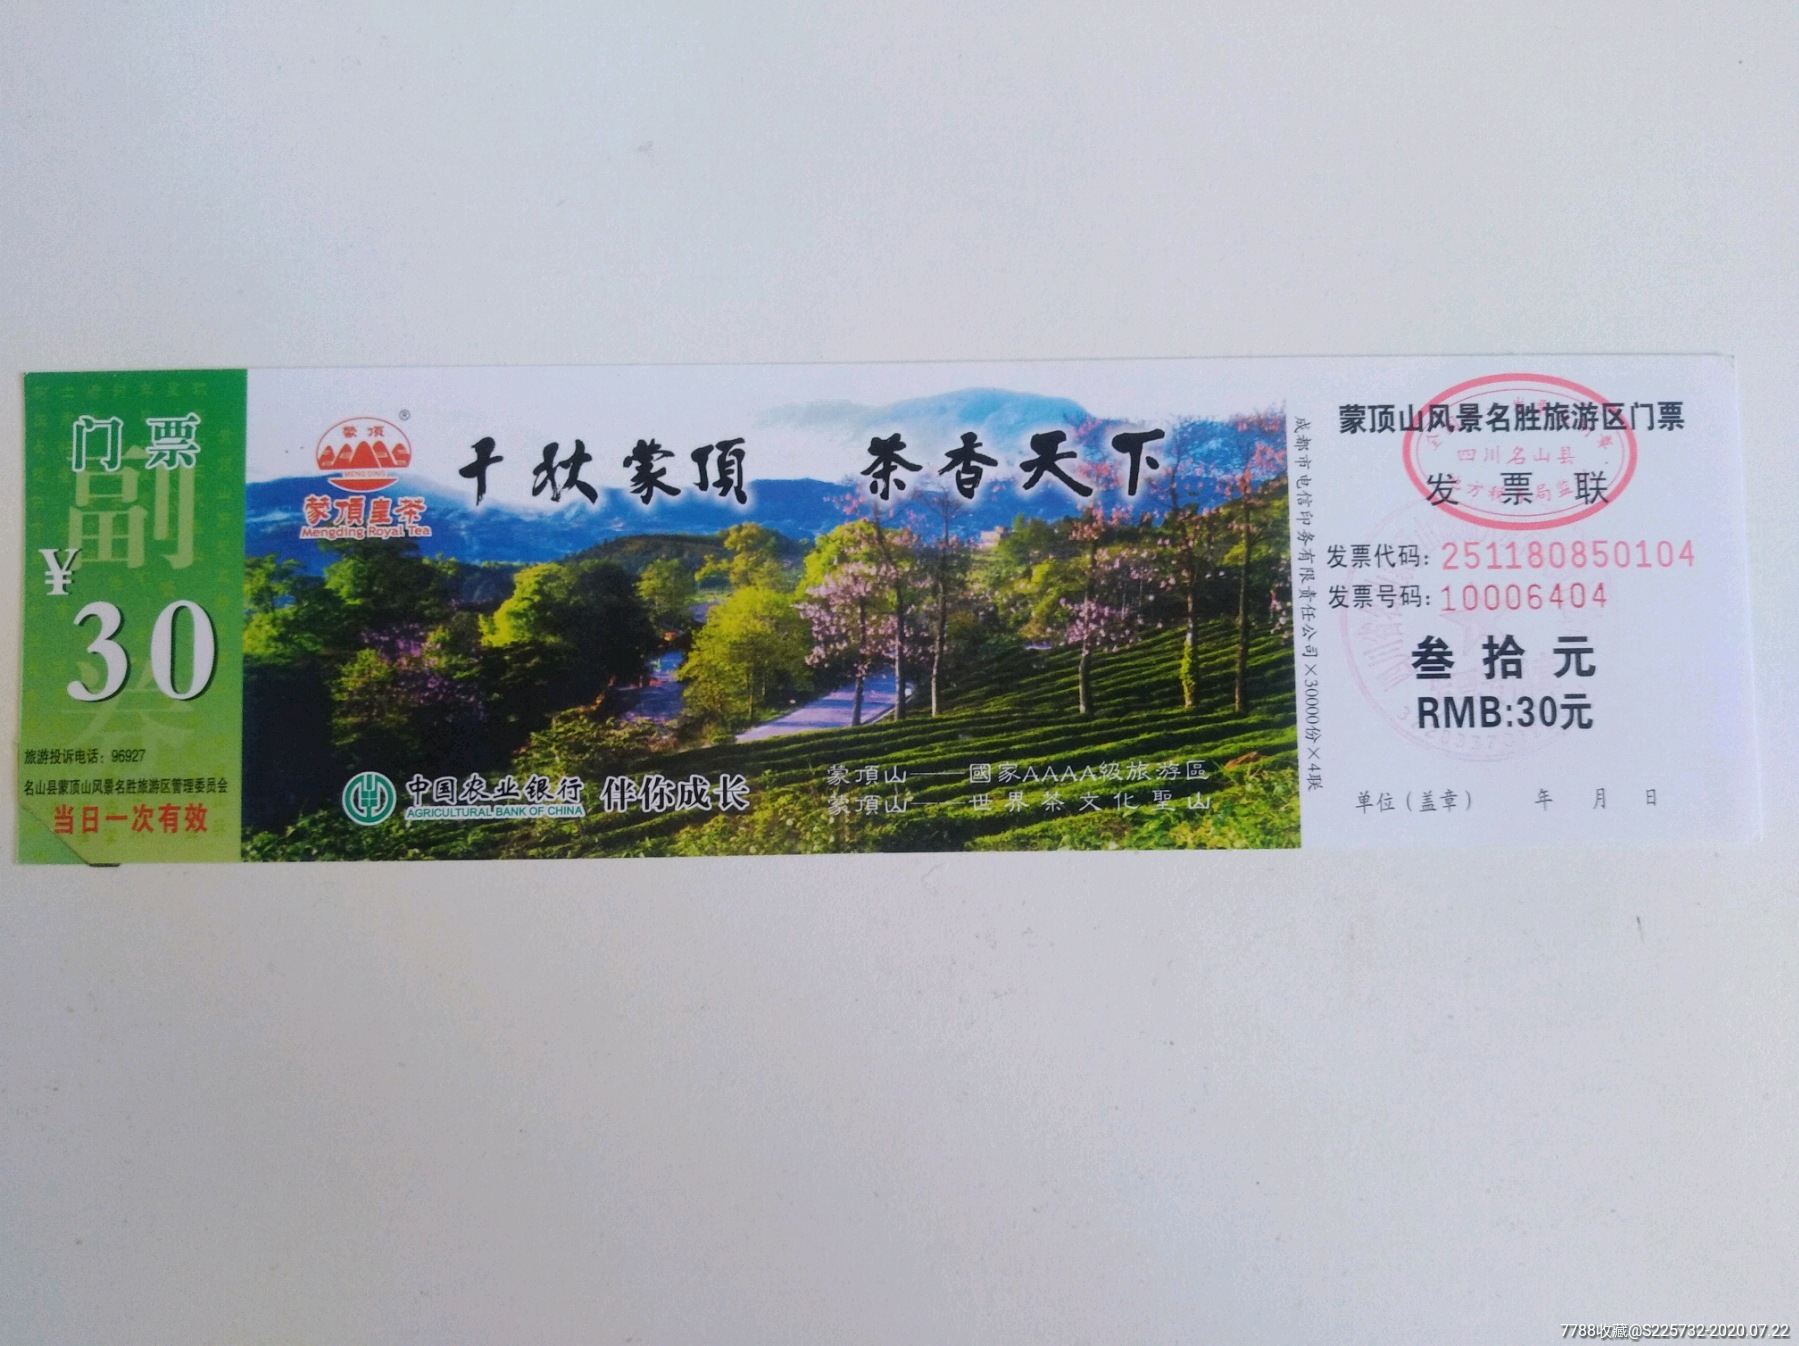 门票
副券
¥
30
旅游投诉电话：96927
名山县蒙顶山风景名胜旅游区管理委员会
当日一次有效
蒙頂
MENG DING
®
蒙頂皇茶
Mengding Royal Tea
千秋蒙頂 茶香天下
中国农业银行 伴你成长
AGRICULTURAL BANK OF CHINA
蒙頂山——國家AAAA级旅游區
蒙頂山——世界茶文化聖山
成都市电信印务有限责任公司×30000份×4联
蒙顶山风景名胜旅游区门票
四川名山县
发票联
发票代码：251180850104
发票号码：10006404
叁拾元
RMB:30元
单位（盖章） 年 月 日
7788收藏@S225732-2020.07.22